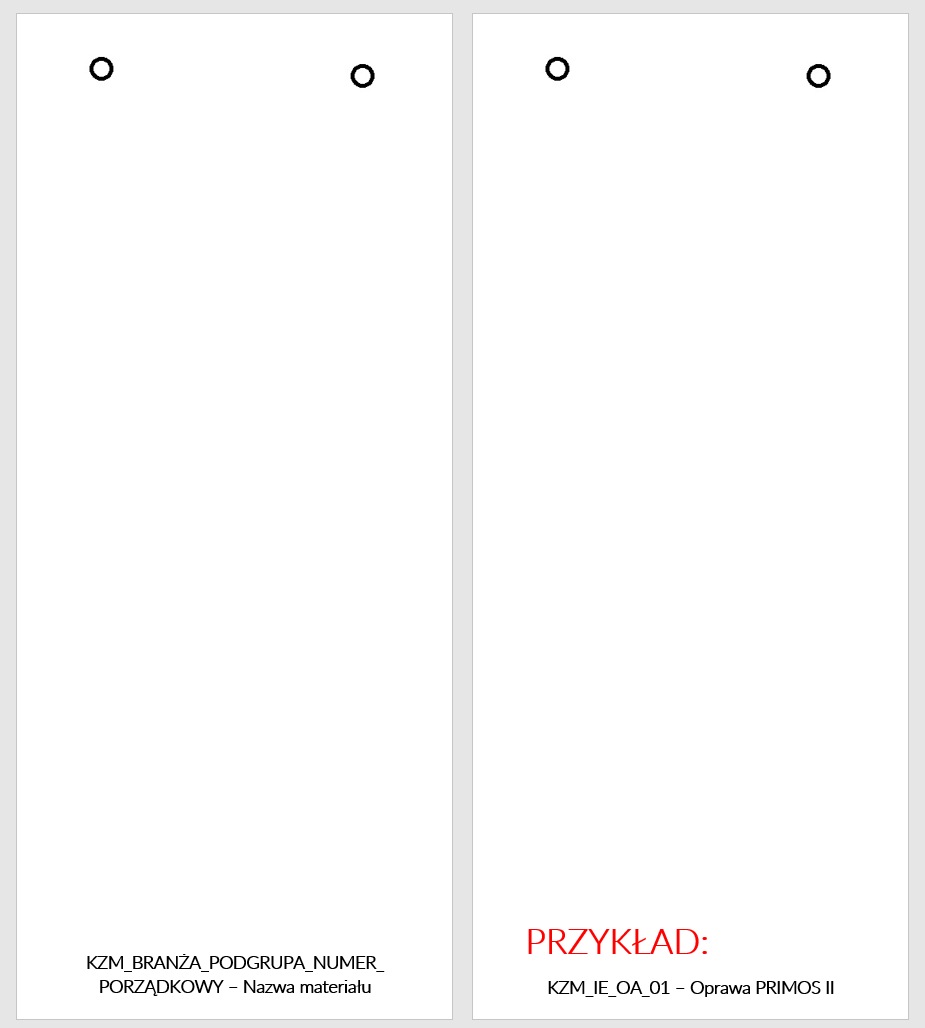 KZM_BRANŻA_PODGRUPA_NUMER_
PORZĄDKOWY – Nazwa materiału
PRZYKŁAD:
KZM_IE_OA_01 – Oprawa PRIMOS II